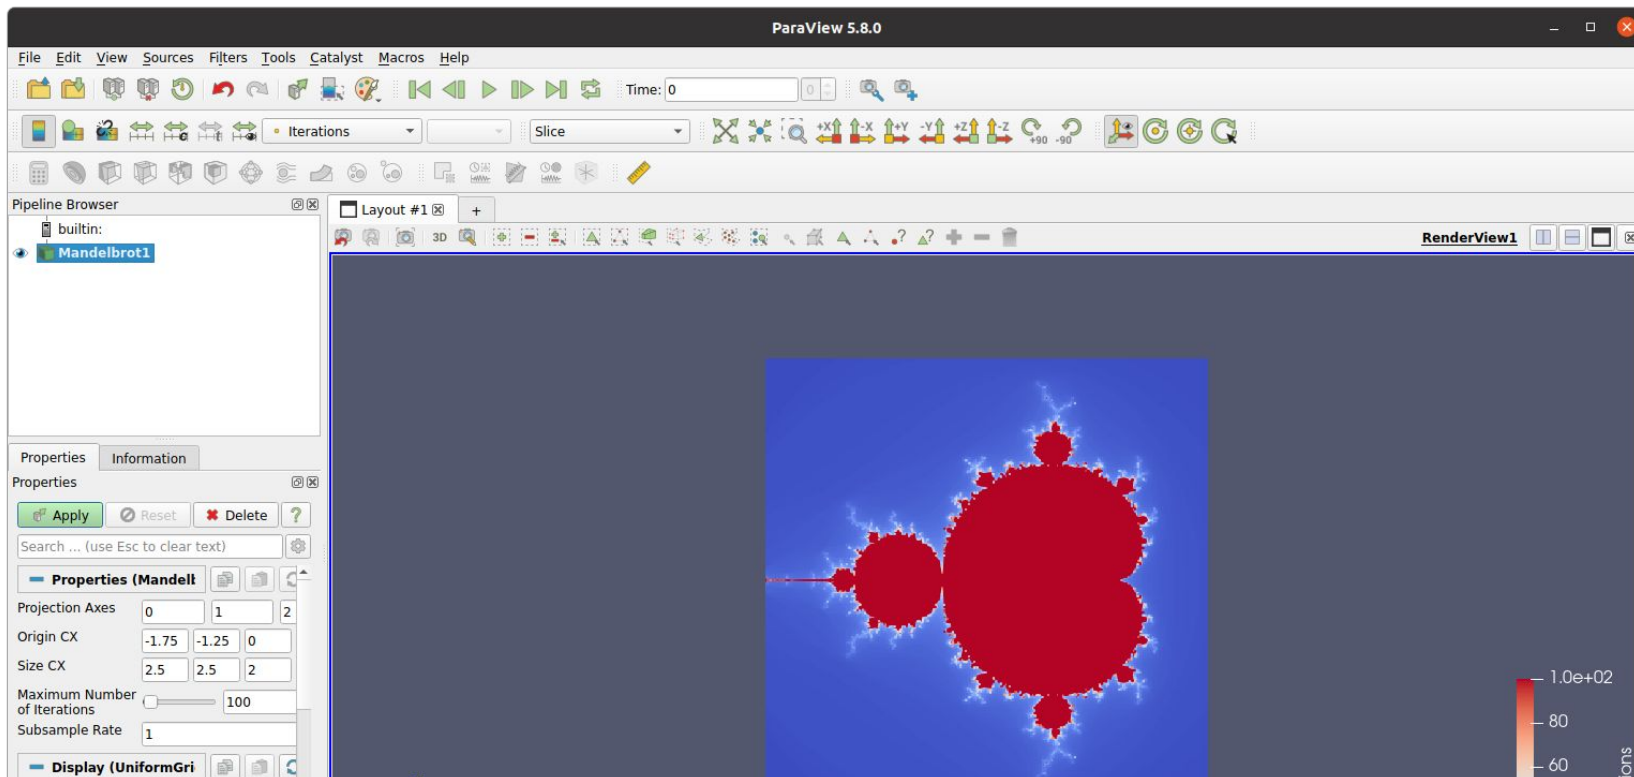 ParaView 5.8.0
File Edit View Sources Filters Tools Catalyst Macros Help
Time: 0 0
Iterations Slice +X -X +Y -Y +Z -Z +90 -90
Pipeline Browser
Layout #1 +
builtin:
3D RenderView1
Mandelbrot1
Properties Information
Properties
Apply Reset Delete ?
Search ... (use Esc to clear text)
Properties (Mandelb
Projection Axes 0 1 2
Origin CX -1.75 -1.25 0
Size CX 2.5 2.5 2
Maximum Number
of Iterations 100
Subsample Rate 1
Display (UniformGri
1.0e+02
80
60
ons